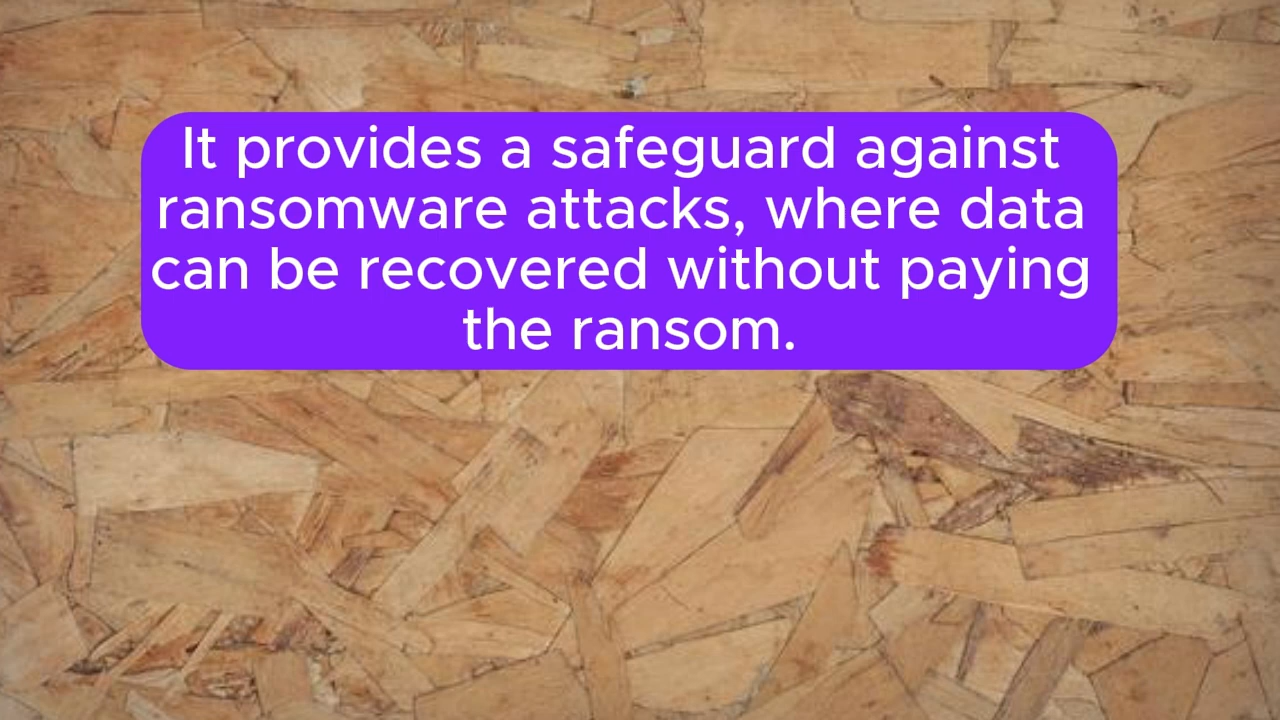 It provides a safeguard against
ransomware attacks, where data
can be recovered without paying
the ransom.